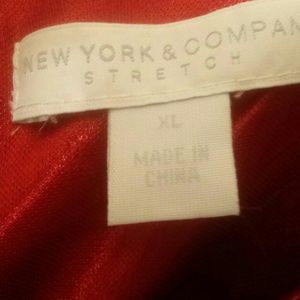 NEW YORK & COMPAN
STRETCH
XL
MADE IN
CHINA